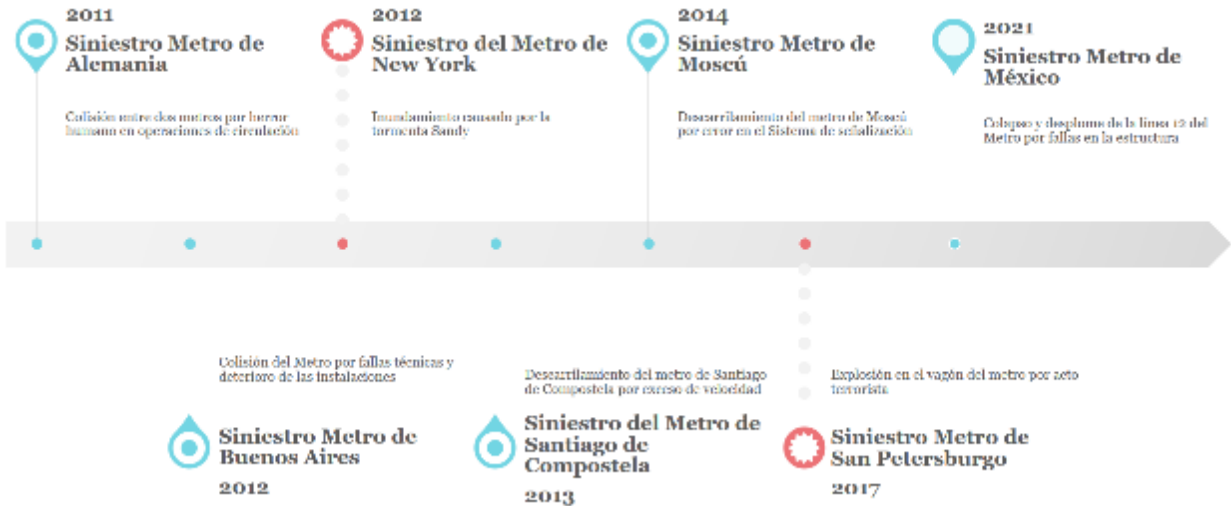 2011
Siniestro Metro de
Alemania
Colisión entre dos metros por horror
humano en operaciones de circulación
2012
Siniestro del Metro de
New York
Inundamiento causado por la
tormenta Sandy
2014
Siniestro Metro de
Moscú
Descarrilamiento del metro de Moscú
por error en el Sistema de señalización
2021
Siniestro Metro de
México
Colapso y desplome de la línea 12 del
Metro por fallas en la estructura
Colisión del Metro por fallas técnicas y
deterioro de las instalaciones
Siniestro Metro de
Buenos Aires
2012
Descarrilamiento del metro de Santiago
de Compostela por exceso de velocidad
Siniestro del Metro de
Santiago de
Compostela
2013
Explosión en el vagón del metro por acto
terrorista
Siniestro Metro de
San Petersburgo
2017